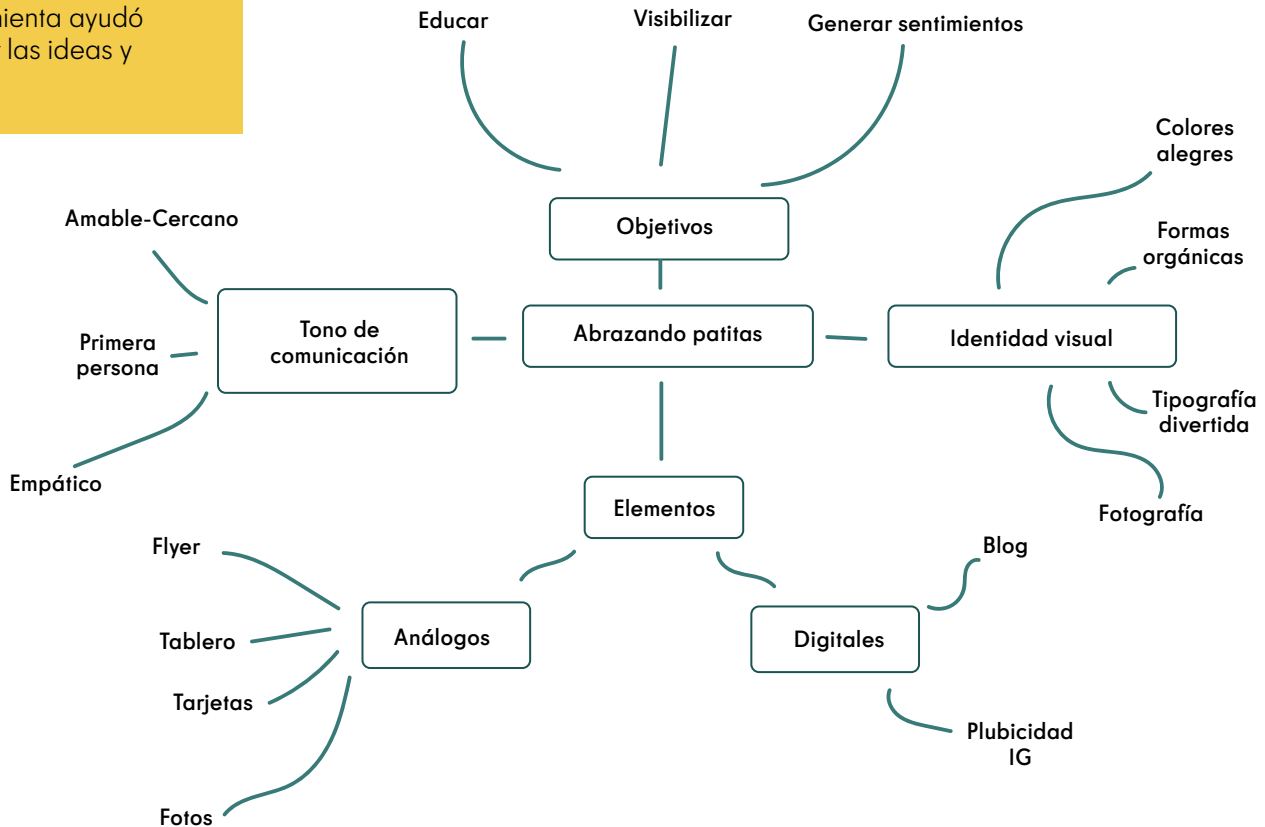 ayudó
las ideas y
Educar
Visibilizar
Generar sentimientos
Colores
alegres
Formas
orgánicas
Amable-Cercano
Objetivos
Tono de
comunicación
Abrazando patitas
Identidad visual
Primera
persona
Tipografía
divertida
Empático
Elementos
Fotografía
Flyer
Blog
Tablero
Análogos
Digitales
Tarjetas
Plubicidad
IG
Fotos